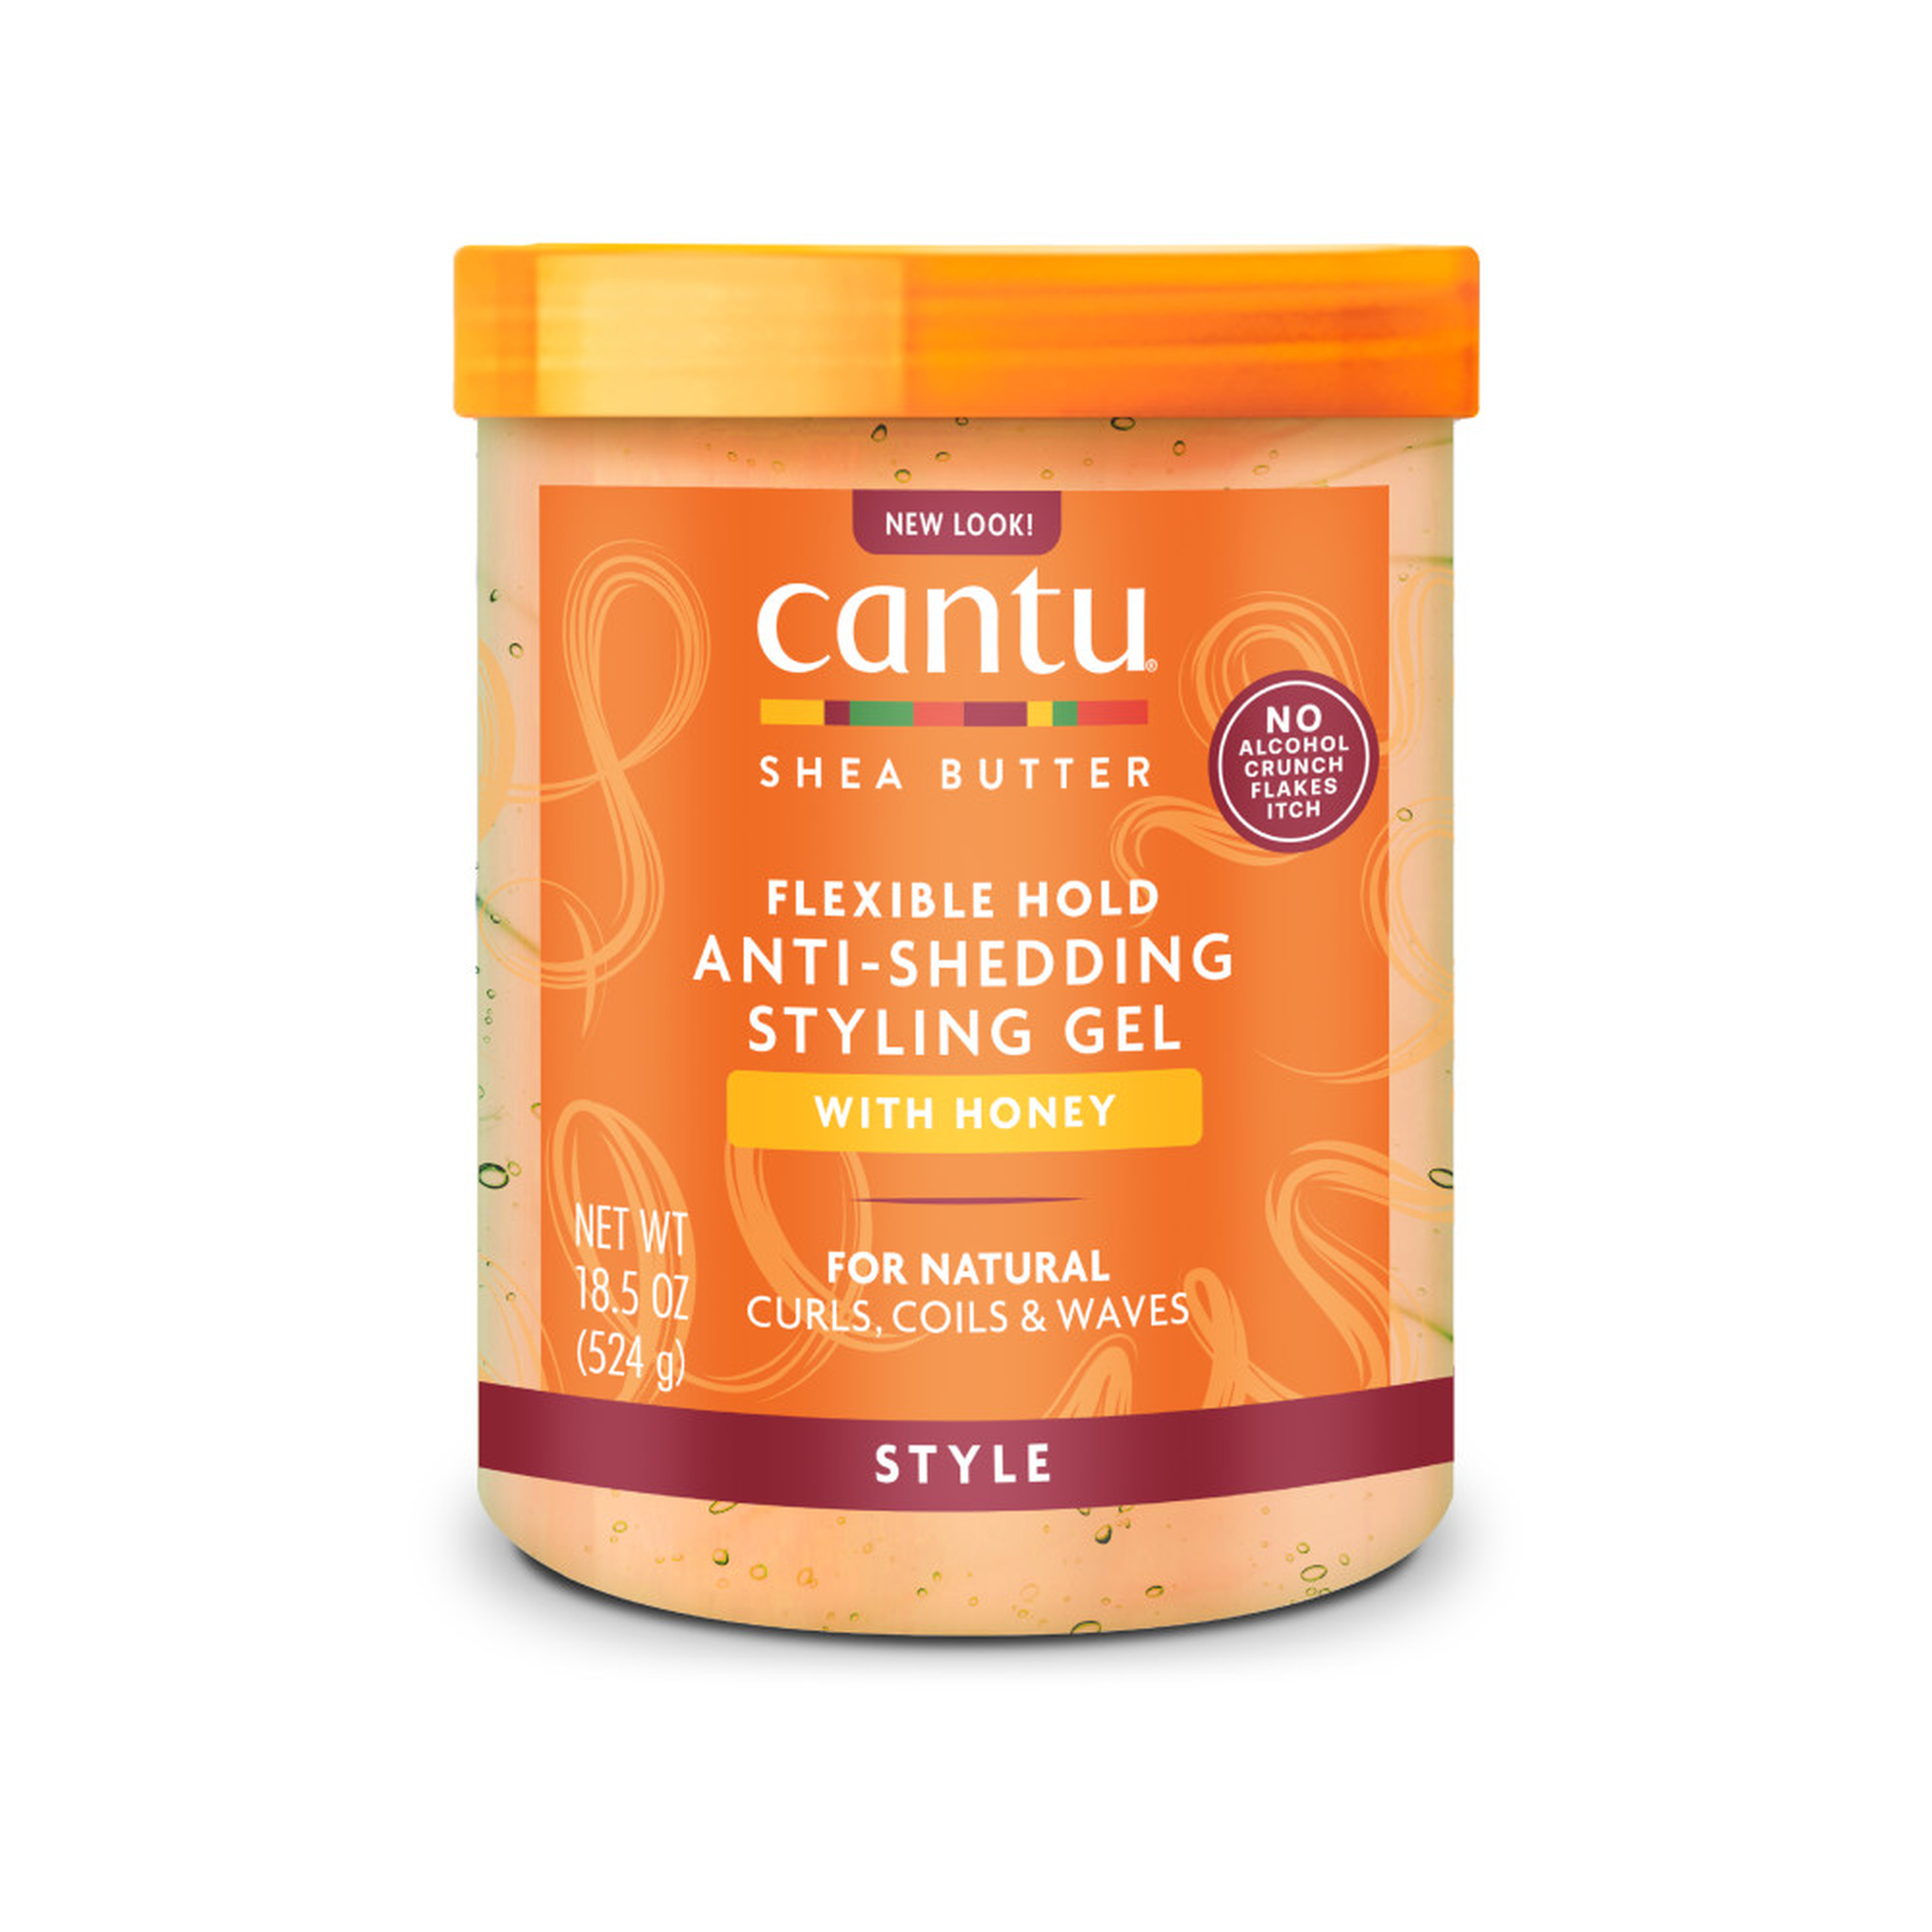 NEW LOOK!
cantu®
SHEA BUTTER
NO
ALCOHOL
CRUNCH
FLAKES
ITCH
FLEXIBLE HOLD
ANTI-SHEDDING
STYLING GEL
WITH HONEY
NET WT
18.5 OZ
(524 g)
FOR NATURAL
CURLS, COILS & WAVES
STYLE